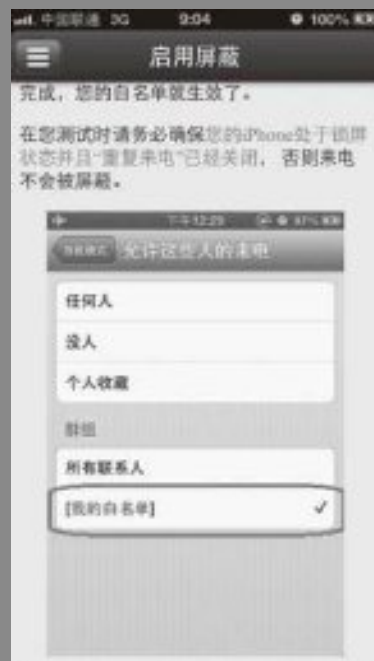 中国联通 3G 9:04 100%
启用屏蔽
完成，您的白名单就生效了。
在您测试时请务必确保您的iPhone处于锁屏
状态并且“重复来电”已经关闭，否则来电
不会被屏蔽。
下午12:29 87%
允许这些人的来电
任何人
没人
个人收藏
群组
所有联系人
[我的白名单]